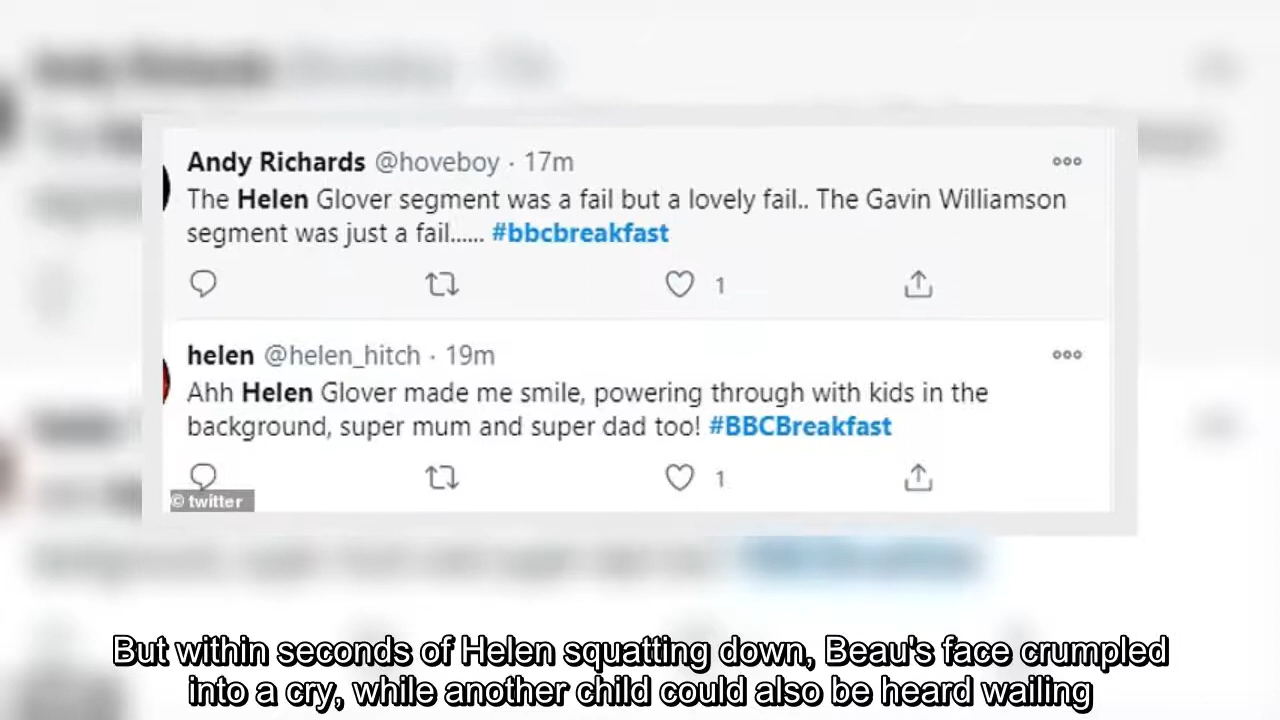 Andy Richards @hoveboy · 17m
The Helen Glover segment was a fail but a lovely fail.. The Gavin Williamson
segment was just a fail...... #bbcbreakfast
1
helen @helen_hitch · 19m
Ahh Helen Glover made me smile, powering through with kids in the
background, super mum and super dad too! #BBCBreakfast
1
© twitter
But within seconds of Helen squatting down, Beau's face crumpled
into a cry, while another child could also be heard wailing